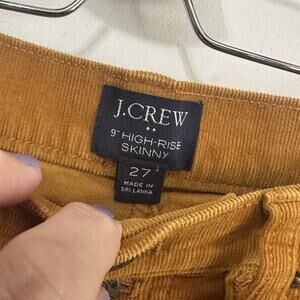 J.CREW
9" HIGH-RISE
SKINNY
27
MADE IN
SRI LANKA